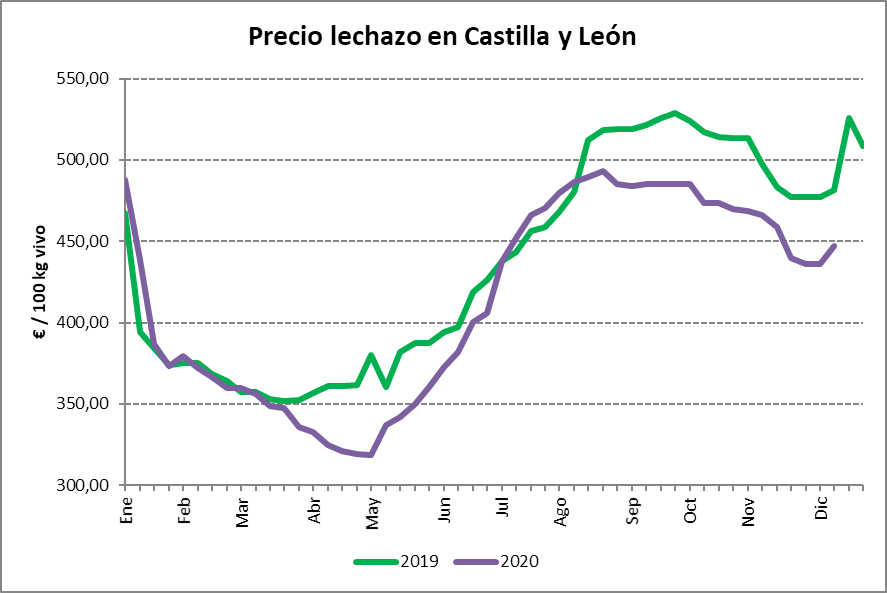 Precio lechazo en Castilla y León
€ / 100 kg vivo
550,00
500,00
450,00
400,00
350,00
300,00
Ene Feb Mar Abr May Jun Jul Ago Sep Oct Nov Dic
2019 2020